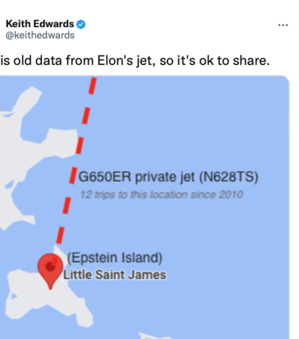 Keith Edwards
@keithedwards
is old data from Elon's jet, so it's ok to share.
G650ER private jet (N628TS)
12 trips to this location since 2010
(Epstein Island)
Little Saint James